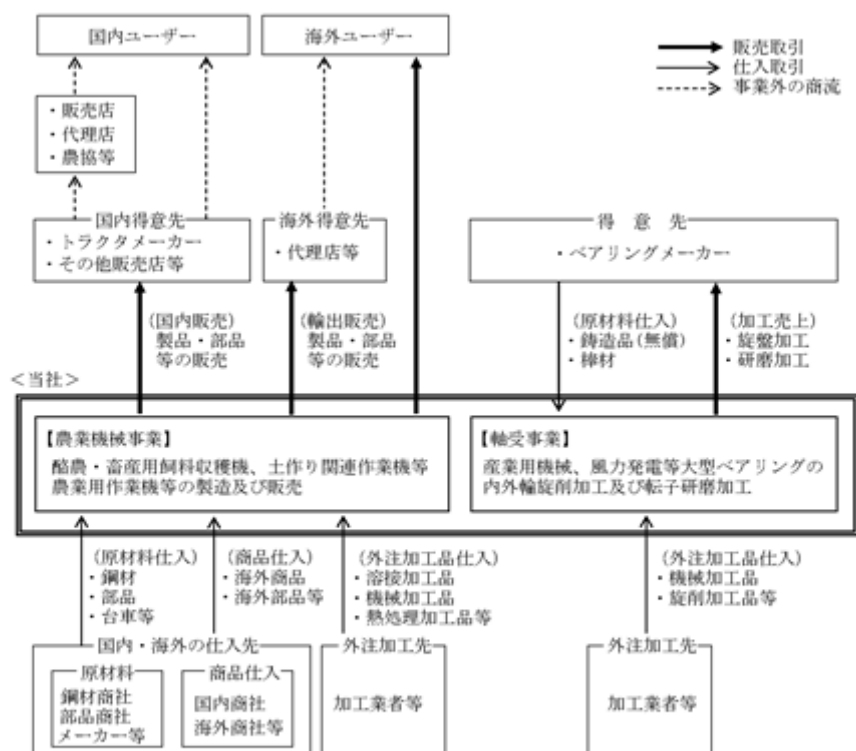 国内ユーザー
海外ユーザー
販売取引
仕入取引
事業外の商流
・販売店
・代理店
・農協等
国内得意先
・トラクタメーカー
・その他販売店等
海外得意先
・代理店等
得意先
・ベアリングメーカー
(国内販売)
製品・部品
等の販売
(輸出販売)
製品・部品
等の販売
(原材料仕入)
・鋳造品(無償)
・棒材
(加工売上)
・旋盤加工
・研磨加工
＜当社＞
【農業機械事業】
酪農・畜産用飼料収穫機、土作り関連作業機等
農業用作業機等の製造及び販売
【軸受事業】
産業用機械、風力発電等大型ベアリングの
内外輪旋削加工及び転子研磨加工
(原材料仕入)
・鋼材
・部品
・台車等
(商品仕入)
・海外商品
・海外部品等
(外注加工品仕入)
・溶接加工品
・機械加工品
・熱処理加工品等
(外注加工品仕入)
・機械加工品
・旋削加工品等
国内・海外の仕入先
原材料
鋼材商社
部品商社
メーカー等
商品仕入
国内商社
海外商社等
外注加工先
加工業者等
外注加工先
加工業者等